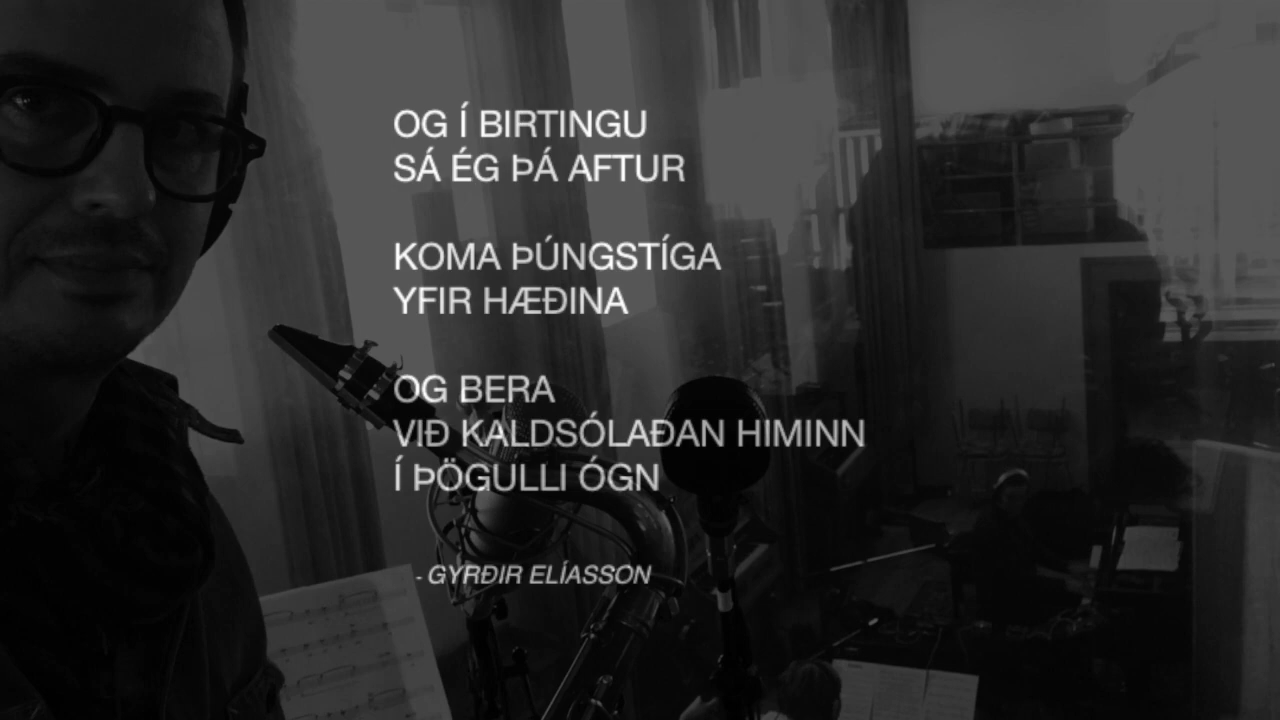 OG Í BIRTINGU
SÁ ÉG ÞÁ AFTUR
KOMA ÞÚNGSTÍGA
YFIR HÆÐINA
OG BERA
VIÐ KALDSÓLAÐAN HIMINN
Í ÞÖGULLI ÓGN
- GYRÐIR ELÍASSON